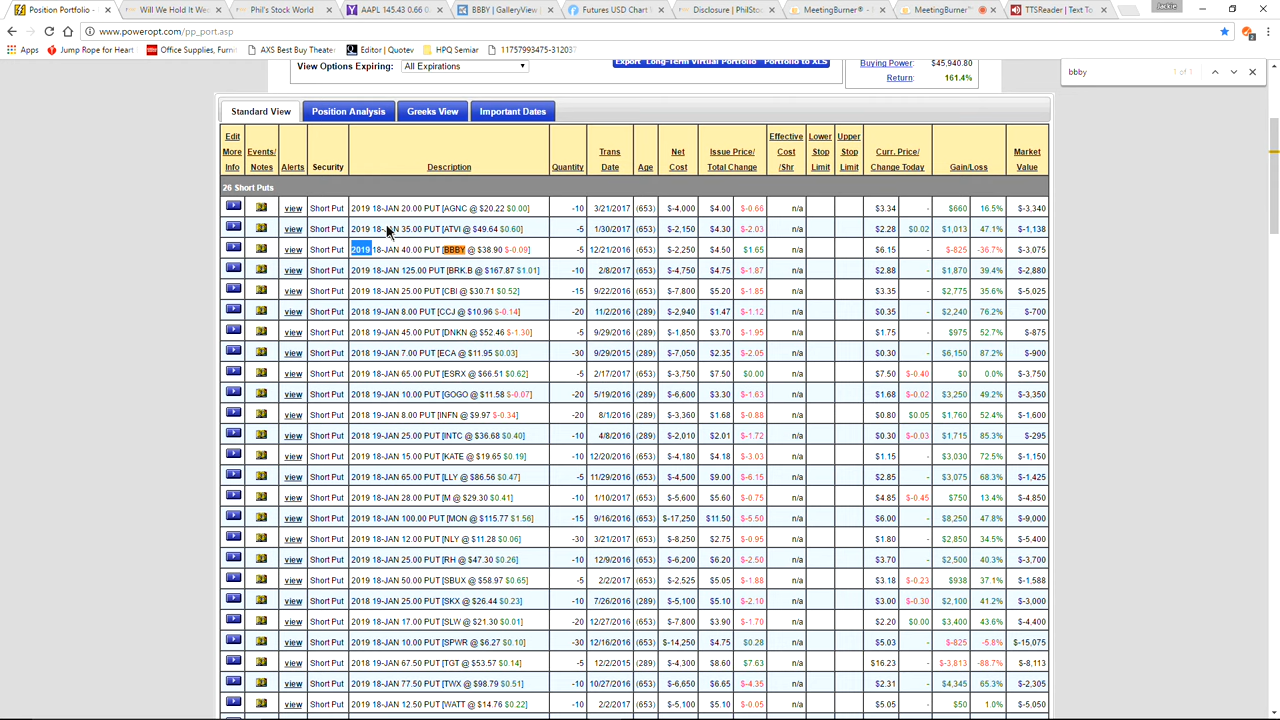 Jackie
Position Portfolio - Will We Hold It We Phil's Stock World AAPL 145.43 0.66 0 BBBY | GalleryView | Futures USD Chart Disclosure | PhilStoc MeetingBurner® - MeetingBurner® TTSReader | Text To
www.poweropt.com/pp_port.asp
Apps Jump Rope for Heart Office Supplies, Furni AXS Best Buy Theater Editor | Quotev HPQ Semiar 11757993475-312037
bbby 1 of 1
View Options Expiring: All Expirations Export Long-Term Virtual Portfolio Portfolio to XLS Buying Power: $45,940.80
Return: 161.4%
Standard View Position Analysis Greeks View Important Dates
Edit More Info Events/ Notes Alerts Security Description Quantity Trans Date Age Net Cost Issue Price/ Total Change Effective Cost /Shr Lower Stop Limit Upper Stop Limit Curr. Price/ Change Today Gain/Loss Market Value
26 Short Puts
view Short Put 2019 18-JAN 20.00 PUT [AGNC @ $20.22 $0.00] -10 3/21/2017 (653) $-4,000 $4.00 $-0.66 n/a $3.34 - $660 16.5% $-3,340
view Short Put 2019 18-JAN 35.00 PUT [ATVI @ $49.64 $0.60] -5 1/30/2017 (653) $-2,150 $4.30 $-2.03 n/a $2.28 $0.02 $1,013 47.1% $-1,138
view Short Put 2019 18-JAN 40.00 PUT [BBBY @ $38.90 $-0.09] -5 12/21/2016 (653) $-2,250 $4.50 $1.65 n/a $6.15 - $-825 -36.7% $-3,075
view Short Put 2019 18-JAN 125.00 PUT [BRK.B @ $167.87 $1.01] -10 2/8/2017 (653) $-4,750 $4.75 $-1.87 n/a $2.88 - $1,870 39.4% $-2,880
view Short Put 2019 18-JAN 25.00 PUT [CBI @ $30.71 $0.52] -15 9/22/2016 (653) $-7,800 $5.20 $-1.85 n/a $3.35 - $2,775 35.6% $-5,025
view Short Put 2018 19-JAN 8.00 PUT [CCJ @ $10.96 $-0.14] -20 11/2/2016 (289) $-2,940 $1.47 $-1.12 n/a $0.35 - $2,240 76.2% $-700
view Short Put 2018 19-JAN 45.00 PUT [DNKN @ $52.46 $-1.30] -5 9/29/2016 (289) $-1,850 $3.70 $-1.95 n/a $1.75 - $975 52.7% $-875
view Short Put 2018 19-JAN 7.00 PUT [ECA @ $11.95 $0.03] -30 9/29/2015 (289) $-7,050 $2.35 $-2.05 n/a $0.30 - $6,150 87.2% $-900
view Short Put 2019 18-JAN 65.00 PUT [ESRX @ $66.51 $0.62] -5 2/17/2017 (653) $-3,750 $7.50 $0.00 n/a $7.50 $-0.40 $0 0.0% $-3,750
view Short Put 2018 19-JAN 10.00 PUT [GOGO @ $11.58 $-0.07] -20 5/19/2016 (289) $-6,600 $3.30 $-1.63 n/a $1.68 $-0.02 $3,250 49.2% $-3,350
view Short Put 2018 19-JAN 8.00 PUT [INFN @ $9.97 $-0.34] -20 8/1/2016 (289) $-3,360 $1.68 $-0.88 n/a $0.80 $0.05 $1,760 52.4% $-1,600
view Short Put 2018 19-JAN 25.00 PUT [INTC @ $36.68 $0.40] -10 4/8/2016 (289) $-2,010 $2.01 $-1.72 n/a $0.30 $-0.03 $1,715 85.3% $-295
view Short Put 2018 19-JAN 15.00 PUT [KATE @ $19.65 $0.19] -10 12/20/2016 (289) $-4,180 $4.18 $-3.03 n/a $1.15 - $3,030 72.5% $-1,150
view Short Put 2018 19-JAN 65.00 PUT [LLY @ $86.56 $0.47] -5 11/29/2016 (289) $-4,500 $9.00 $-6.15 n/a $2.85 - $3,075 68.3% $-1,425
view Short Put 2019 18-JAN 28.00 PUT [M @ $29.30 $0.41] -10 1/10/2017 (653) $-5,600 $5.60 $-0.75 n/a $4.85 $-0.45 $750 13.4% $-4,850
view Short Put 2019 18-JAN 100.00 PUT [MON @ $115.77 $1.56] -15 9/16/2016 (653) $-17,250 $11.50 $-5.50 n/a $6.00 - $8,250 47.8% $-9,000
view Short Put 2019 18-JAN 12.00 PUT [NLY @ $11.28 $0.06] -30 3/21/2017 (653) $-8,250 $2.75 $-0.95 n/a $1.80 - $2,850 34.5% $-5,400
view Short Put 2018 19-JAN 25.00 PUT [RH @ $47.30 $0.26] -10 12/9/2016 (289) $-6,200 $6.20 $-2.50 n/a $3.70 - $2,500 40.3% $-3,700
view Short Put 2019 18-JAN 50.00 PUT [SBUX @ $58.97 $0.65] -5 2/2/2017 (653) $-2,525 $5.05 $-1.88 n/a $3.18 $-0.23 $938 37.1% $-1,588
view Short Put 2018 19-JAN 25.00 PUT [SKX @ $26.44 $0.23] -10 7/26/2016 (289) $-5,100 $5.10 $-2.10 n/a $3.00 $-0.30 $2,100 41.2% $-3,000
view Short Put 2019 18-JAN 17.00 PUT [SLW @ $21.30 $0.01] -20 12/27/2016 (653) $-7,800 $3.90 $-1.70 n/a $2.20 $0.00 $3,400 43.6% $-4,400
view Short Put 2019 18-JAN 10.00 PUT [SPWR @ $6.27 $0.10] -30 12/16/2016 (653) $-14,250 $4.75 $0.28 n/a $5.03 - $-825 -5.8% $-15,075
view Short Put 2018 19-JAN 67.50 PUT [TGT @ $53.57 $0.14] -5 12/2/2015 (289) $-4,300 $8.60 $7.63 n/a $16.23 - $-3,813 -88.7% $-8,113
view Short Put 2019 18-JAN 77.50 PUT [TWX @ $98.79 $0.51] -10 10/27/2016 (653) $-6,650 $6.65 $-4.35 n/a $2.31 - $4,345 65.3% $-2,305
view Short Put 2019 18-JAN 12.50 PUT [WATT @ $14.76 $0.22] -10 2/2/2017 (653) $-5,100 $5.10 $-0.05 n/a $5.05 - $50 1.0% $-5,050